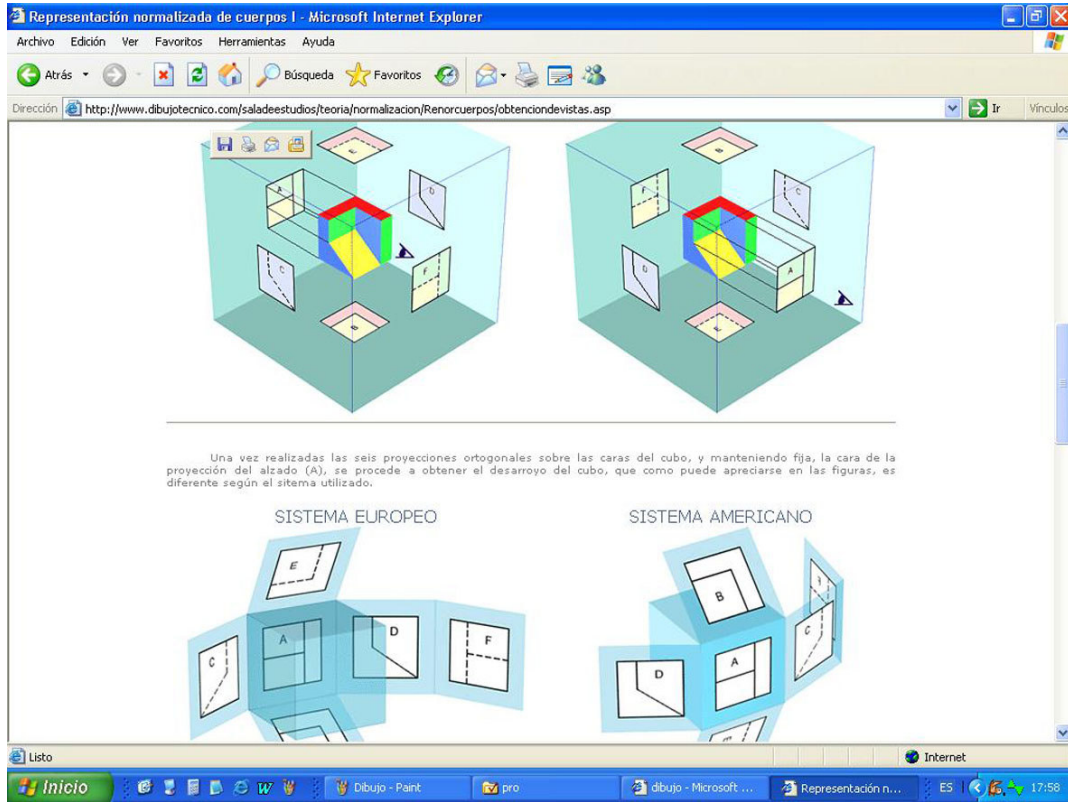 Representación normalizada de cuerpos I - Microsoft Internet Explorer
Archivo Edición Ver Favoritos Herramientas Ayuda
Atrás Búsqueda Favoritos
Dirección http://www.dibujotecnico.com/saladeestudios/teoria/normalizacion/Renorcuerpos/obtenciondevistas.asp Ir Vínculos
E B
A D F C
C F D A
B E
Una vez realizadas las seis proyecciones ortogonales sobre las caras del cubo, y manteniendo fija, la cara de la
proyección del alzado (A), se procede a obtener el desarroyo del cubo, que como puede apreciarse en las figuras, es
diferente según el sitema utilizado.
SISTEMA EUROPEO SISTEMA AMERICANO
E B F
A D F C
C D A
Listo Internet
Inicio Dibujo - Paint pro dibujo - Microsoft ... Representación n... ES 17:58